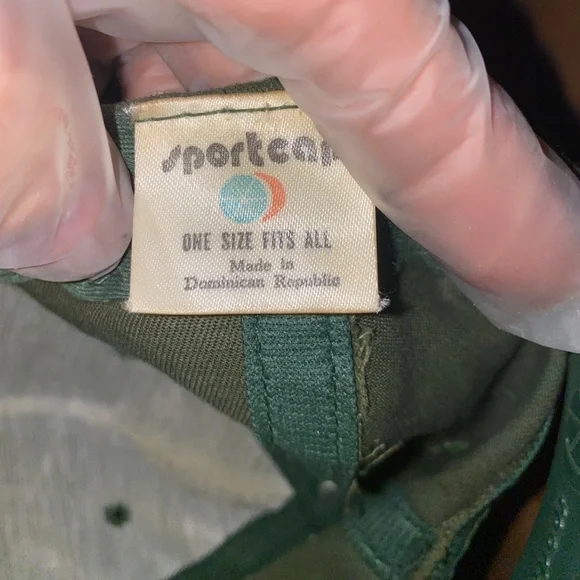 sportcap
ONE SIZE FITS ALL
Made in
Dominican Republic